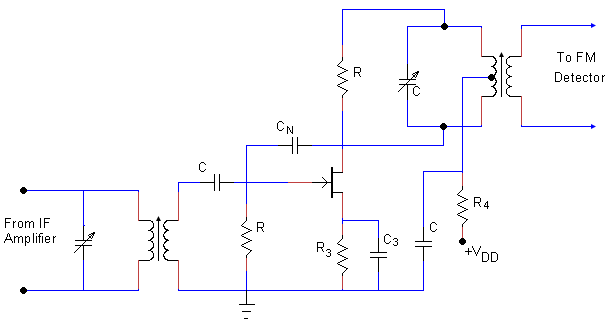 R
C
To FM
Detector
C_N
C
From IF
Amplifier
R
R_3
C_3
C
R_4
+V_DD